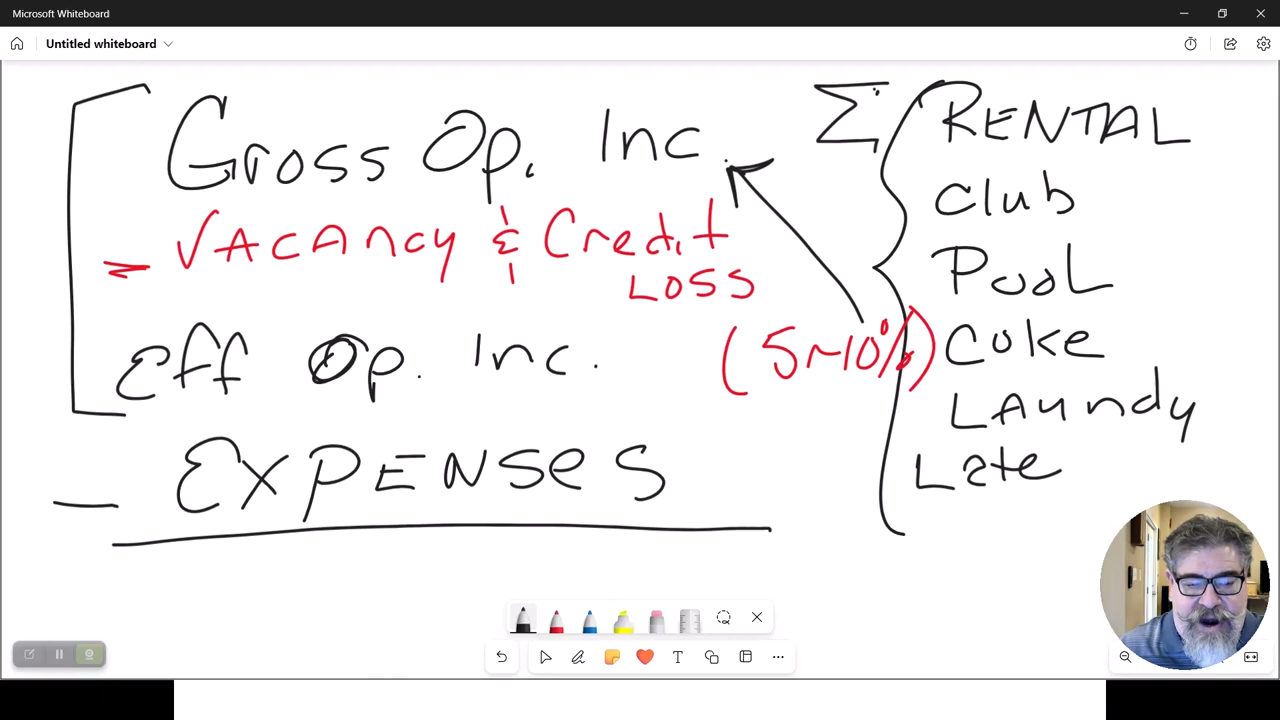 Microsoft Whiteboard
Untitled whiteboard
Gross Op. Inc.
- VACAncy & Credit
Loss
(5~10%)
Eff Op. Inc.
- EXPENSES
Σ { RENTAL
Club
PooL
Coke
LAundy
Late
T